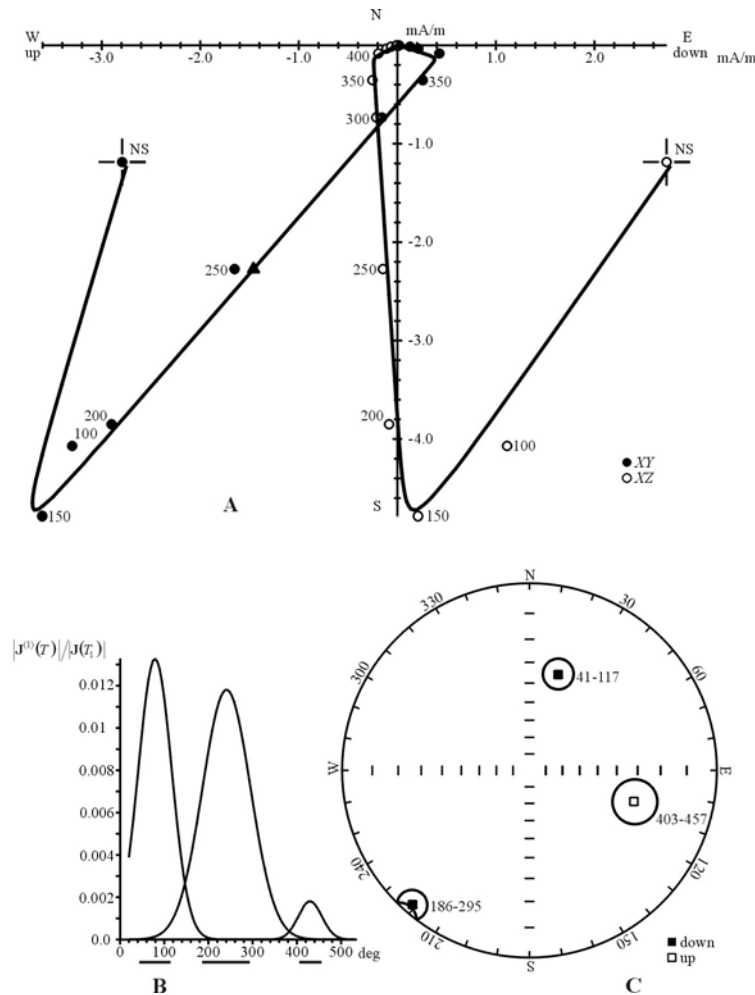 N
W
up
mA/m
E
down
mA/m
-3.0 -2.0 -1.0 1.0 2.0
400
350
350
300
-1.0
NS
NS
-2.0
250
250
-3.0
200
200
100
-4.0
100
XY
XZ
150
S
150
A
|J⁽¹⁾(T)|/|J(T₁)|
0.012
0.01
0.008
0.006
0.004
0.002
0.0
0 100 200 300 400 500 deg
B
N
330
30
300
60
41-117
W
E
403-457
240
120
186-295
210
150
S
down
up
C